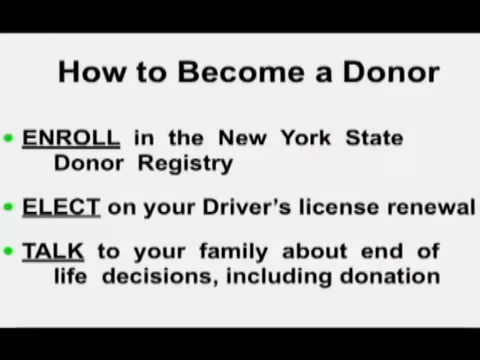 How to Become a Donor
• ENROLL in the New York State
Donor Registry
• ELECT on your Driver's license renewal
• TALK to your family about end of
life decisions, including donation